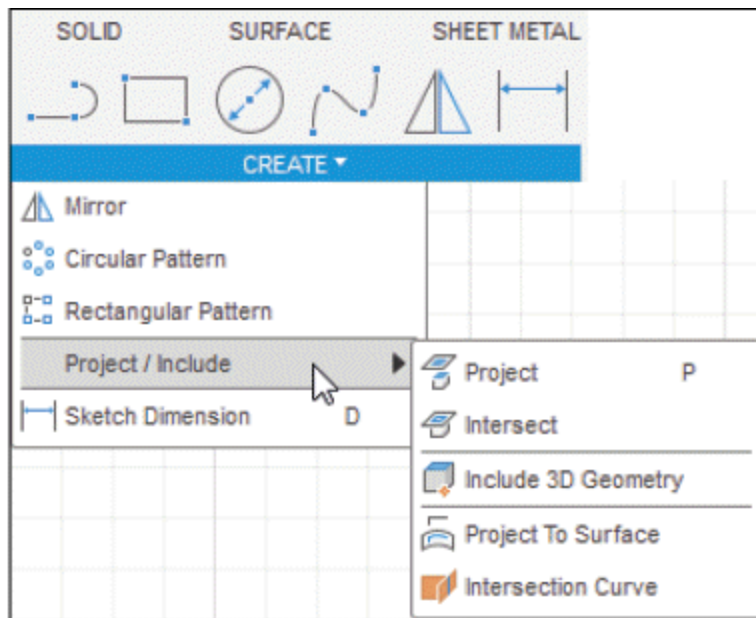 SOLID SURFACE SHEET METAL
CREATE
Mirror
Circular Pattern
Rectangular Pattern
Project / Include
Sketch Dimension D
Project P
Intersect
Include 3D Geometry
Project To Surface
Intersection Curve